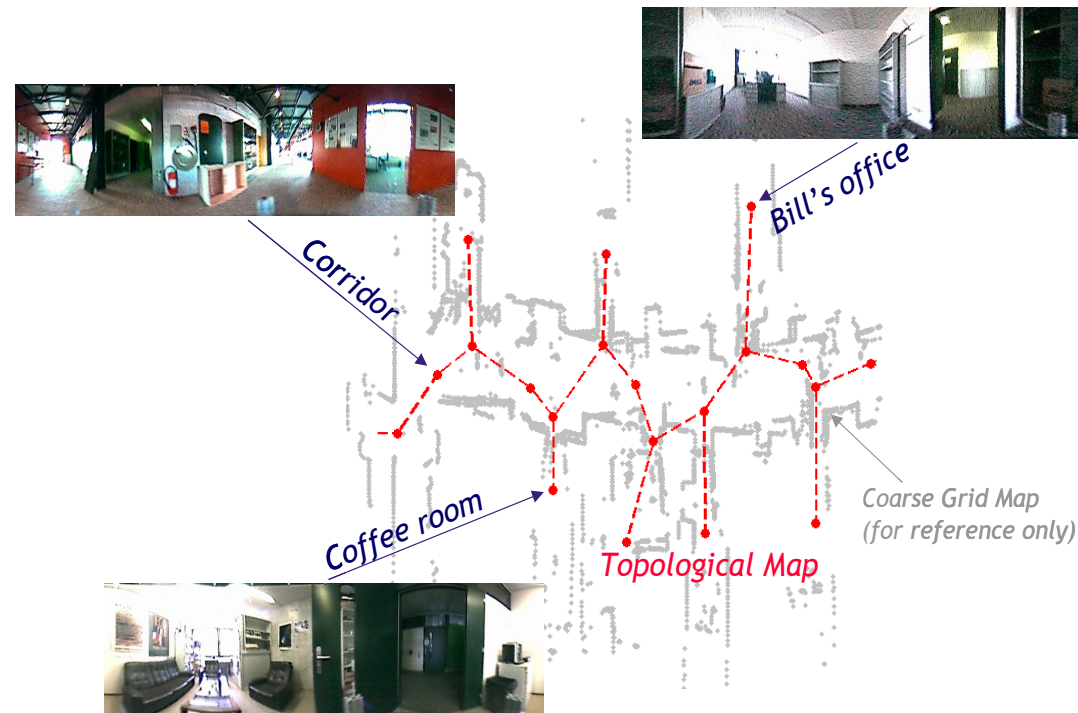 Bill's office
Corridor
Coarse Grid Map
(for reference only)
Coffee room
Topological Map